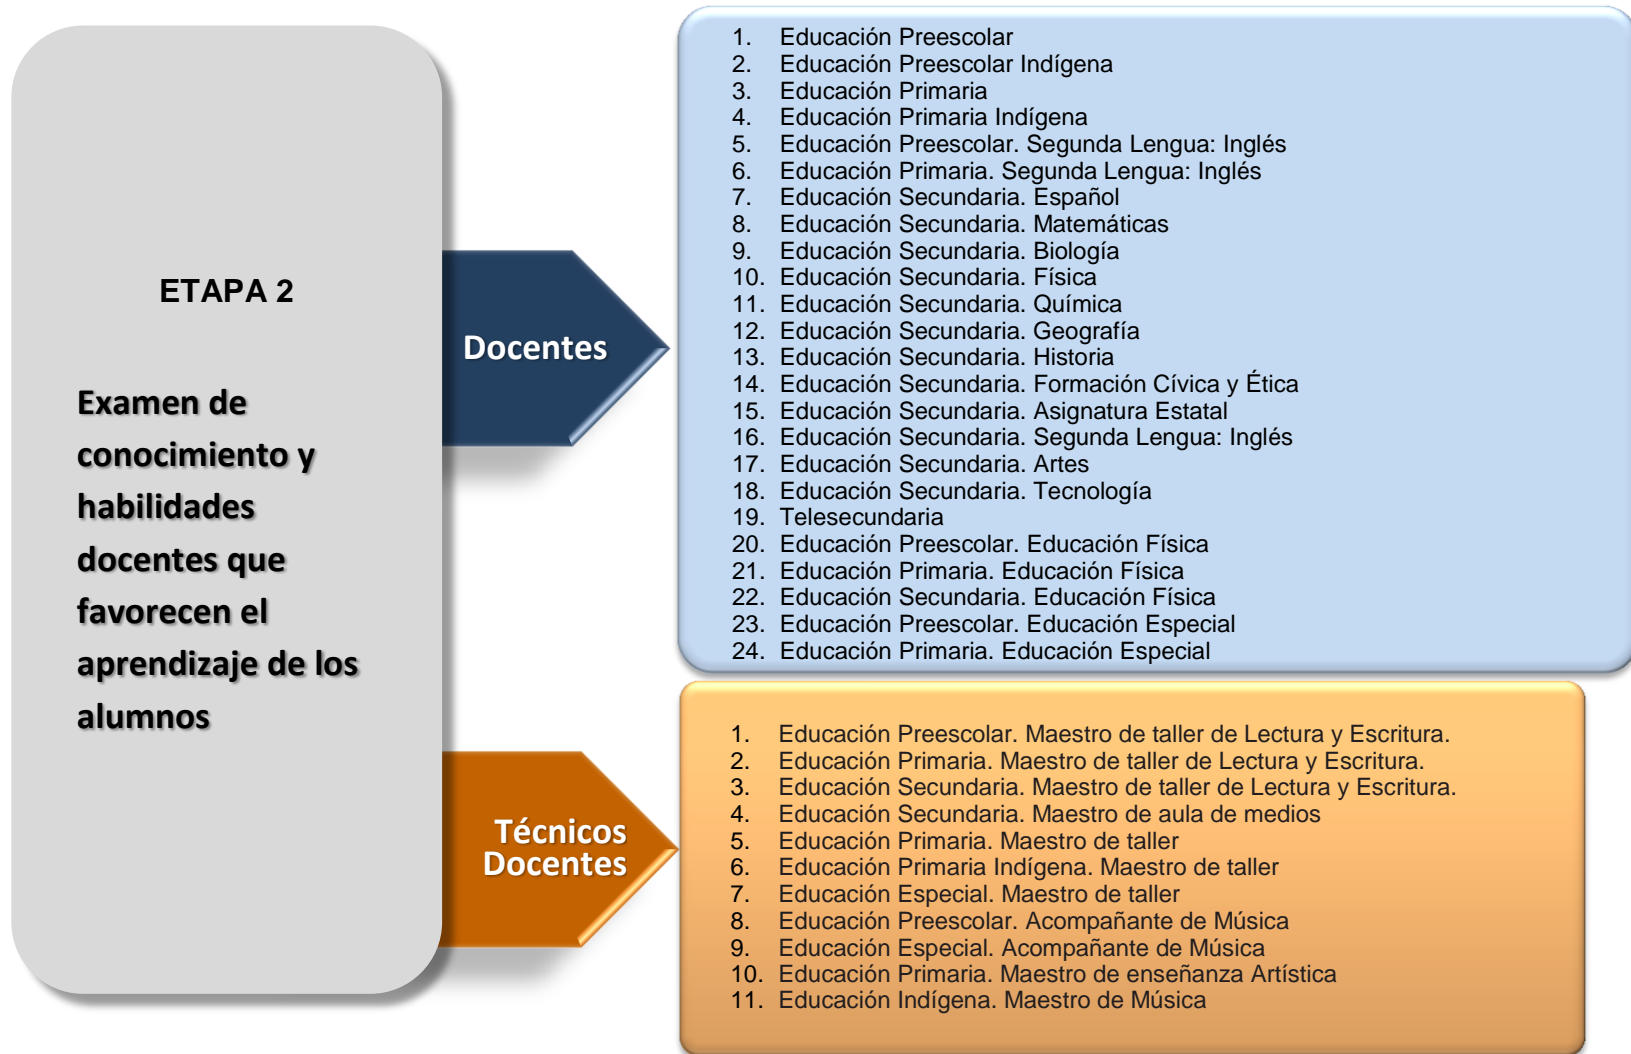 ETAPA 2
Examen de
conocimiento y
habilidades
docentes que
favorecen el
aprendizaje de los
alumnos
Docentes
1. Educación Preescolar
2. Educación Preescolar Indígena
3. Educación Primaria
4. Educación Primaria Indígena
5. Educación Preescolar. Segunda Lengua: Inglés
6. Educación Primaria. Segunda Lengua: Inglés
7. Educación Secundaria. Español
8. Educación Secundaria. Matemáticas
9. Educación Secundaria. Biología
10. Educación Secundaria. Física
11. Educación Secundaria. Química
12. Educación Secundaria. Geografía
13. Educación Secundaria. Historia
14. Educación Secundaria. Formación Cívica y Ética
15. Educación Secundaria. Asignatura Estatal
16. Educación Secundaria. Segunda Lengua: Inglés
17. Educación Secundaria. Artes
18. Educación Secundaria. Tecnología
19. Telesecundaria
20. Educación Preescolar. Educación Física
21. Educación Primaria. Educación Física
22. Educación Secundaria. Educación Física
23. Educación Preescolar. Educación Especial
24. Educación Primaria. Educación Especial
Técnicos
Docentes
1. Educación Preescolar. Maestro de taller de Lectura y Escritura.
2. Educación Primaria. Maestro de taller de Lectura y Escritura.
3. Educación Secundaria. Maestro de taller de Lectura y Escritura.
4. Educación Secundaria. Maestro de aula de medios
5. Educación Primaria. Maestro de taller
6. Educación Primaria Indígena. Maestro de taller
7. Educación Especial. Maestro de taller
8. Educación Preescolar. Acompañante de Música
9. Educación Especial. Acompañante de Música
10. Educación Primaria. Maestro de enseñanza Artística
11. Educación Indígena. Maestro de Música